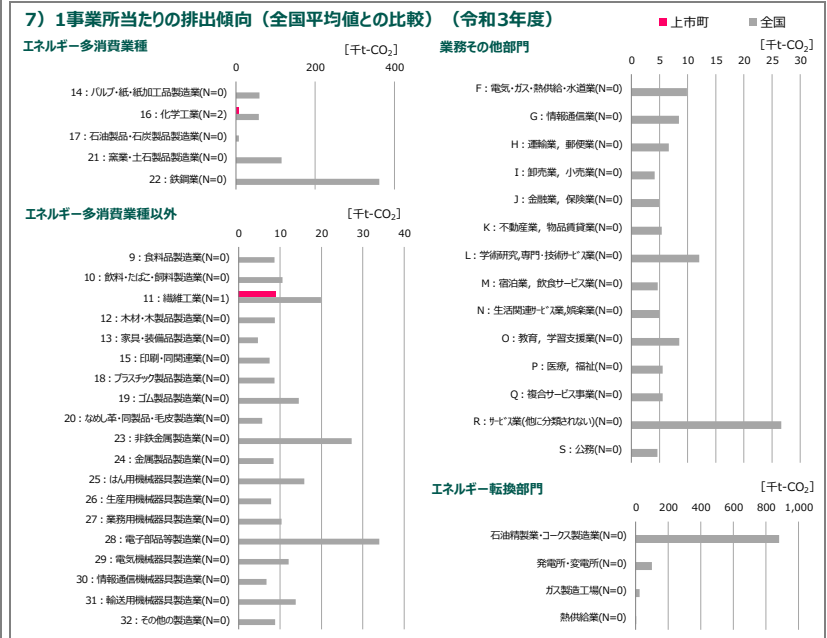 7）1事業所当たりの排出傾向（全国平均値との比較）（令和3年度）
■上市町 ■全国
エネルギー多消費業種
[千t-CO₂]
0 200 400
14：パルプ・紙・紙加工品製造業(N=0)
16：化学工業(N=2)
17：石油製品・石炭製品製造業(N=0)
21：窯業・土石製品製造業(N=0)
22：鉄鋼業(N=0)
エネルギー多消費業種以外
[千t-CO₂]
0 10 20 30 40
9：食料品製造業(N=0)
10：飲料・たばこ・飼料製造業(N=0)
11：繊維工業(N=1)
12：木材・木製品製造業(N=0)
13：家具・装備品製造業(N=0)
15：印刷・同関連業(N=0)
18：プラスチック製品製造業(N=0)
19：ゴム製品製造業(N=0)
20：なめし革・同製品・毛皮製造業(N=0)
23：非鉄金属製造業(N=0)
24：金属製品製造業(N=0)
25：はん用機械器具製造業(N=0)
26：生産用機械器具製造業(N=0)
27：業務用機械器具製造業(N=0)
28：電子部品等製造業(N=0)
29：電気機械器具製造業(N=0)
30：情報通信機械器具製造業(N=0)
31：輸送用機械器具製造業(N=0)
32：その他の製造業(N=0)
業務その他部門
[千t-CO₂]
0 5 10 15 20 25 30
F：電気・ガス・熱供給・水道業(N=0)
G：情報通信業(N=0)
H：運輸業，郵便業(N=0)
I：卸売業，小売業(N=0)
J：金融業，保険業(N=0)
K：不動産業，物品賃貸業(N=0)
L：学術研究,専門・技術ｻｰﾋﾞｽ業(N=0)
M：宿泊業，飲食サービス業(N=0)
N：生活関連ｻｰﾋﾞｽ業,娯楽業(N=0)
O：教育，学習支援業(N=0)
P：医療，福祉(N=0)
Q：複合サービス事業(N=0)
R：ｻｰﾋﾞｽ業(他に分類されない)(N=0)
S：公務(N=0)
エネルギー転換部門
[千t-CO₂]
0 200 400 600 800 1,000
石油精製業・コークス製造業(N=0)
発電所・変電所(N=0)
ガス製造工場(N=0)
熱供給業(N=0)